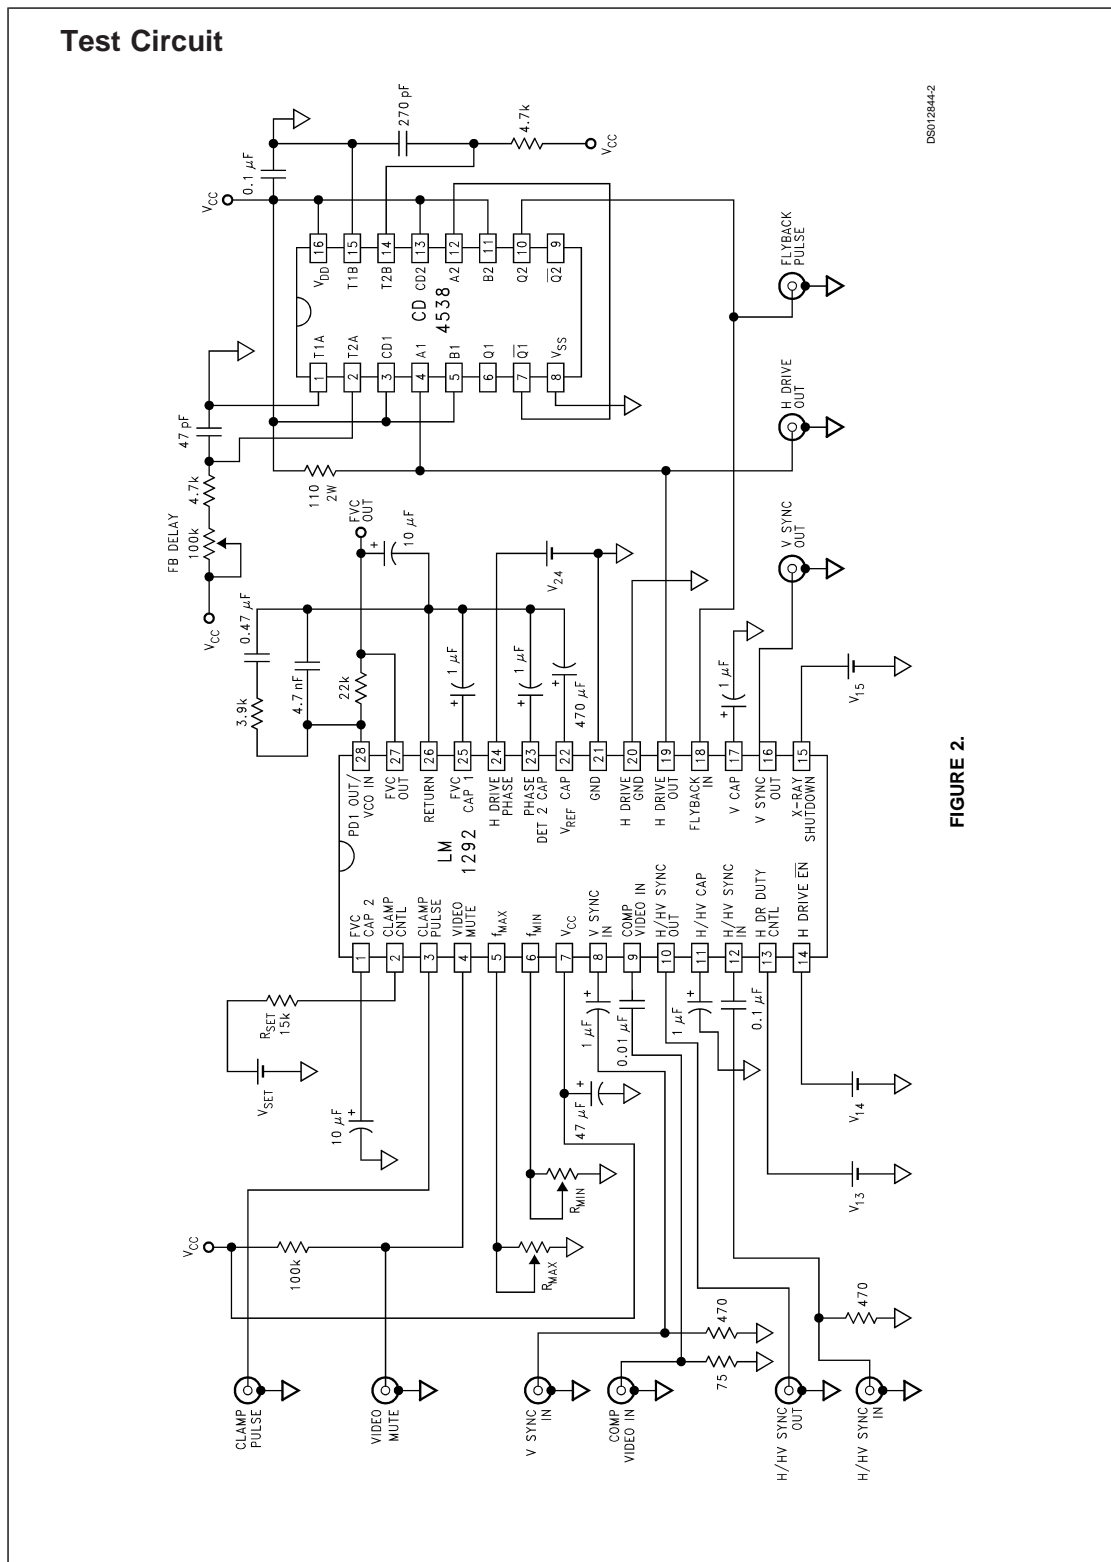 Test Circuit
CLAMP
PULSE
VIDEO
MUTE
V SYNC
IN
COMP
VIDEO IN
H/HV SYNC
OUT
H/HV SYNC
IN
VCC
100k
RMAX
RMIN
470
75
470
VSET
RSET
15k
10 µF
+
47 µF
+
1 µF
+
0.01 µF
1 µF
+
0.1 µF
V13
V14
LM
1292
1 FVC
CAP 2
2 CLAMP
CNTL
3 CLAMP
PULSE
4 VIDEO
MUTE
5 fMAX
6 fMIN
7 VCC
8 V SYNC
IN
9 COMP
VIDEO IN
10 H/HV SYNC
OUT
11 H/HV CAP
12 H/HV SYNC
IN
13 H DR DUTY
CNTL
14 H DRIVE E̅N̅
28 PD1 OUT/
VCO IN
27 FVC
OUT
26 RETURN
25 FVC
CAP 1
24 H DRIVE
PHASE
23 PHASE
DET 2 CAP
22 VREF CAP
21 GND
20 H DRIVE
GND
19 H DRIVE
OUT
18 FLYBACK
IN
17 V CAP
16 V SYNC
OUT
15 X-RAY
SHUTDOWN
3.9k
0.47 µF
4.7 nF
22k
FVC
OUT
+
10 µF
+
1 µF
+
1 µF
+
470 µF
V24
+
1 µF
V15
VCC
FB DELAY
100k
4.7k
47 pF
110
2W
CD
4538
1 T1A
2 T2A
3 CD1
4 A1
5 B1
6 Q1
7 Q̅1̅
8 VSS
16 VDD
15 T1B
14 T2B
13 CD2
12 A2
11 B2
10 Q2
9 Q̅2̅
VCC
0.1 µF
270 pF
4.7k
VCC
V SYNC
OUT
H DRIVE
OUT
FLYBACK
PULSE
DS012844-2
FIGURE 2.